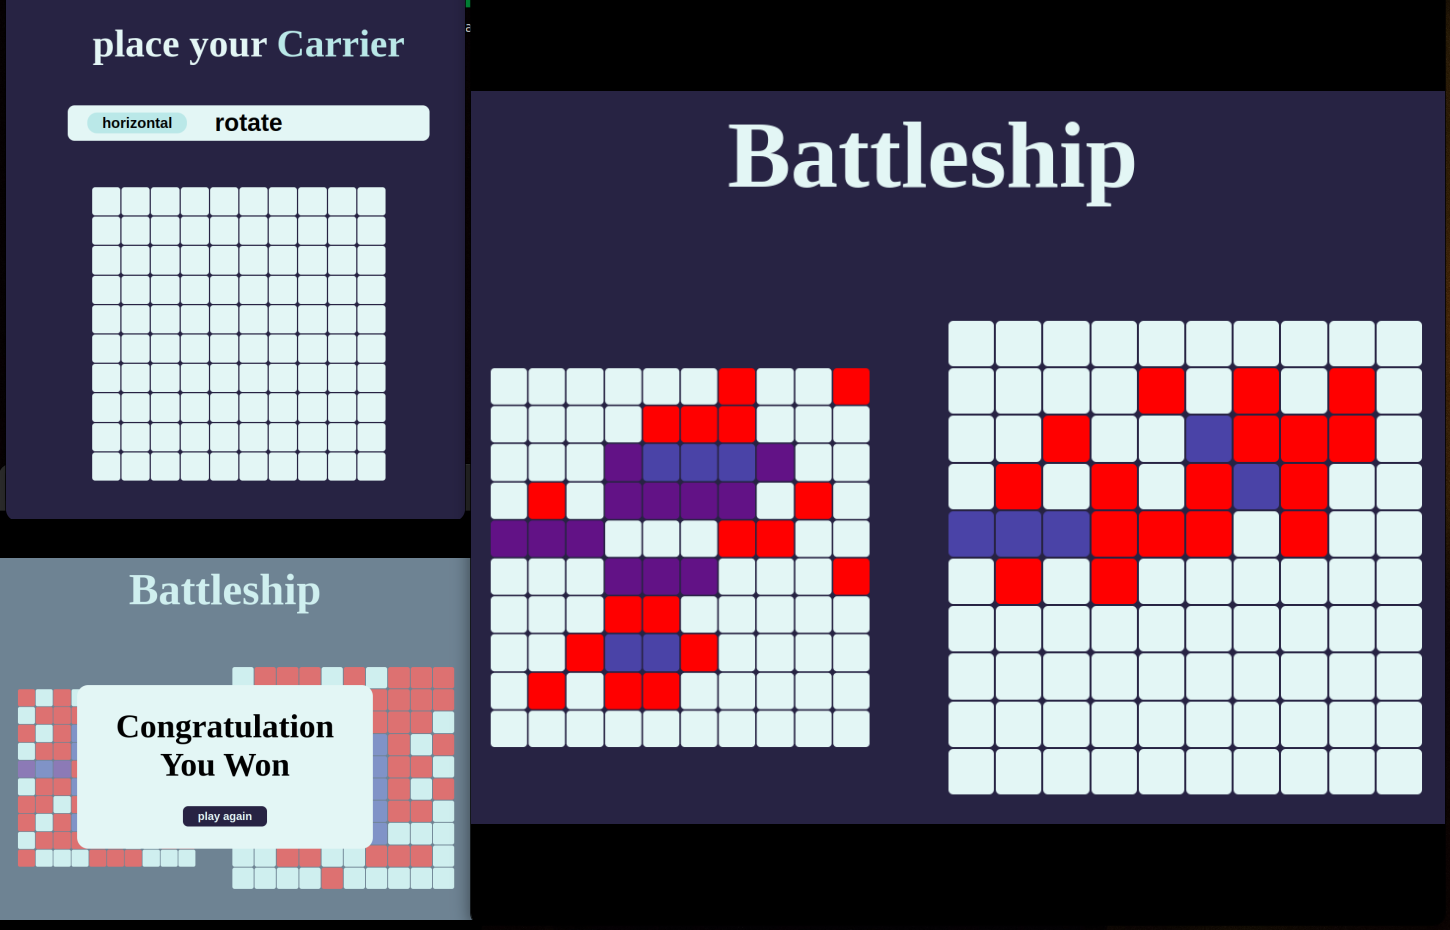 place your Carrier
horizontal rotate
a
Battleship
Battleship
Congratulation
You Won
play again